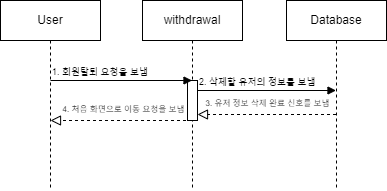 User
withdrawal
Database
1. 회원탈퇴 요청을 보냄
2. 삭제할 유저의 정보를 보냄
3. 유저 정보 삭제 완료 신호를 보냄
4. 처음 화면으로 이동 요청을 보냄